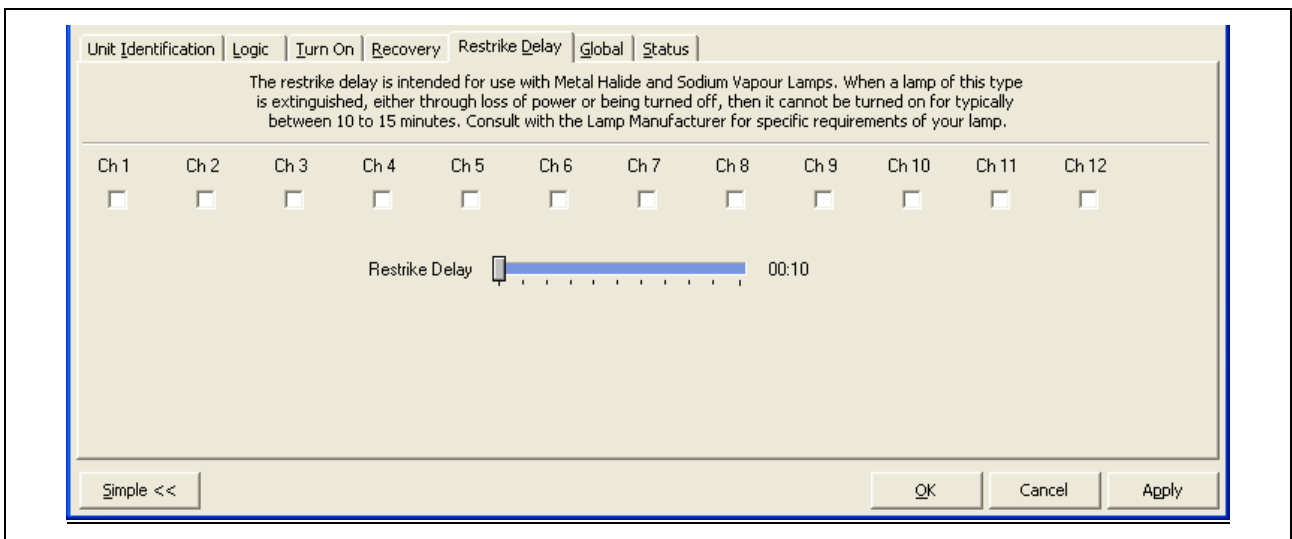 Unit Identification Logic Turn On Recovery Restrike Delay Global Status
The restrike delay is intended for use with Metal Halide and Sodium Vapour Lamps. When a lamp of this type
is extinguished, either through loss of power or being turned off, then it cannot be turned on for typically
between 10 to 15 minutes. Consult with the Lamp Manufacturer for specific requirements of your lamp.
Ch 1 Ch 2 Ch 3 Ch 4 Ch 5 Ch 6 Ch 7 Ch 8 Ch 9 Ch 10 Ch 11 Ch 12
Restrike Delay 00:10
Simple << OK Cancel Apply